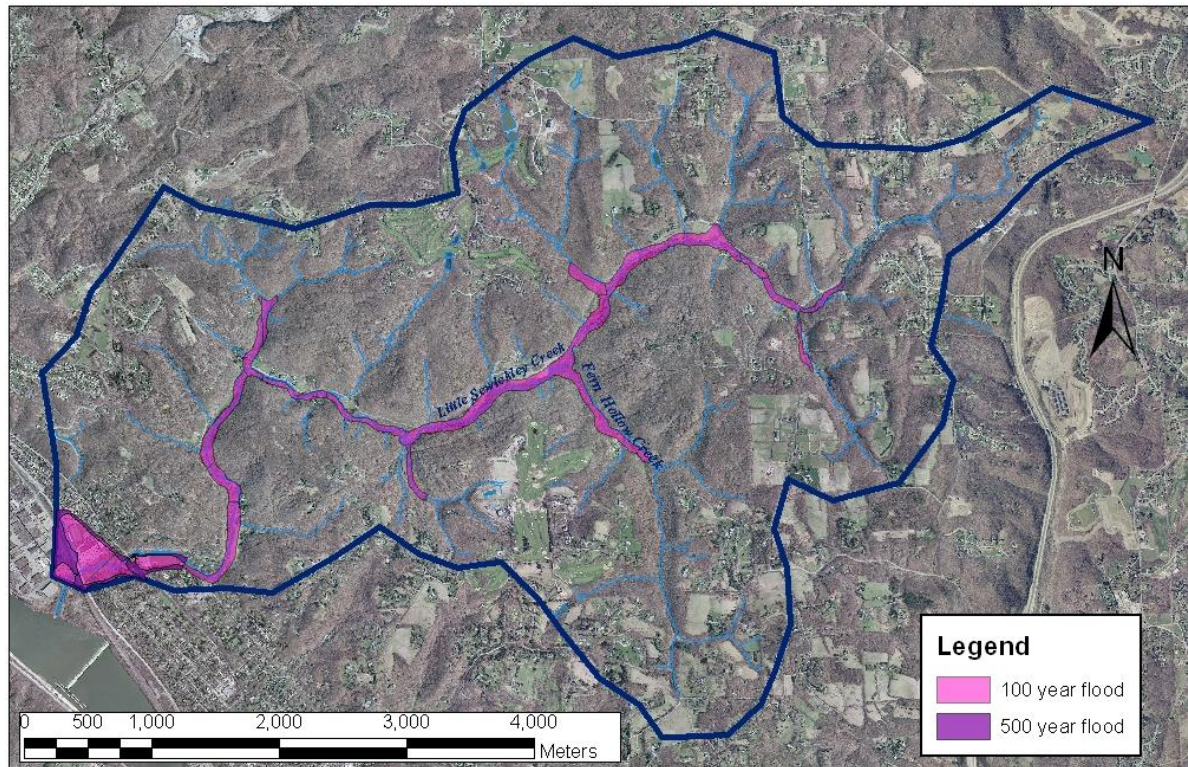 N
Little Sewickley Creek
Fern Hollow Creek
Legend
100 year flood
500 year flood
0 500 1,000 2,000 3,000 4,000
Meters